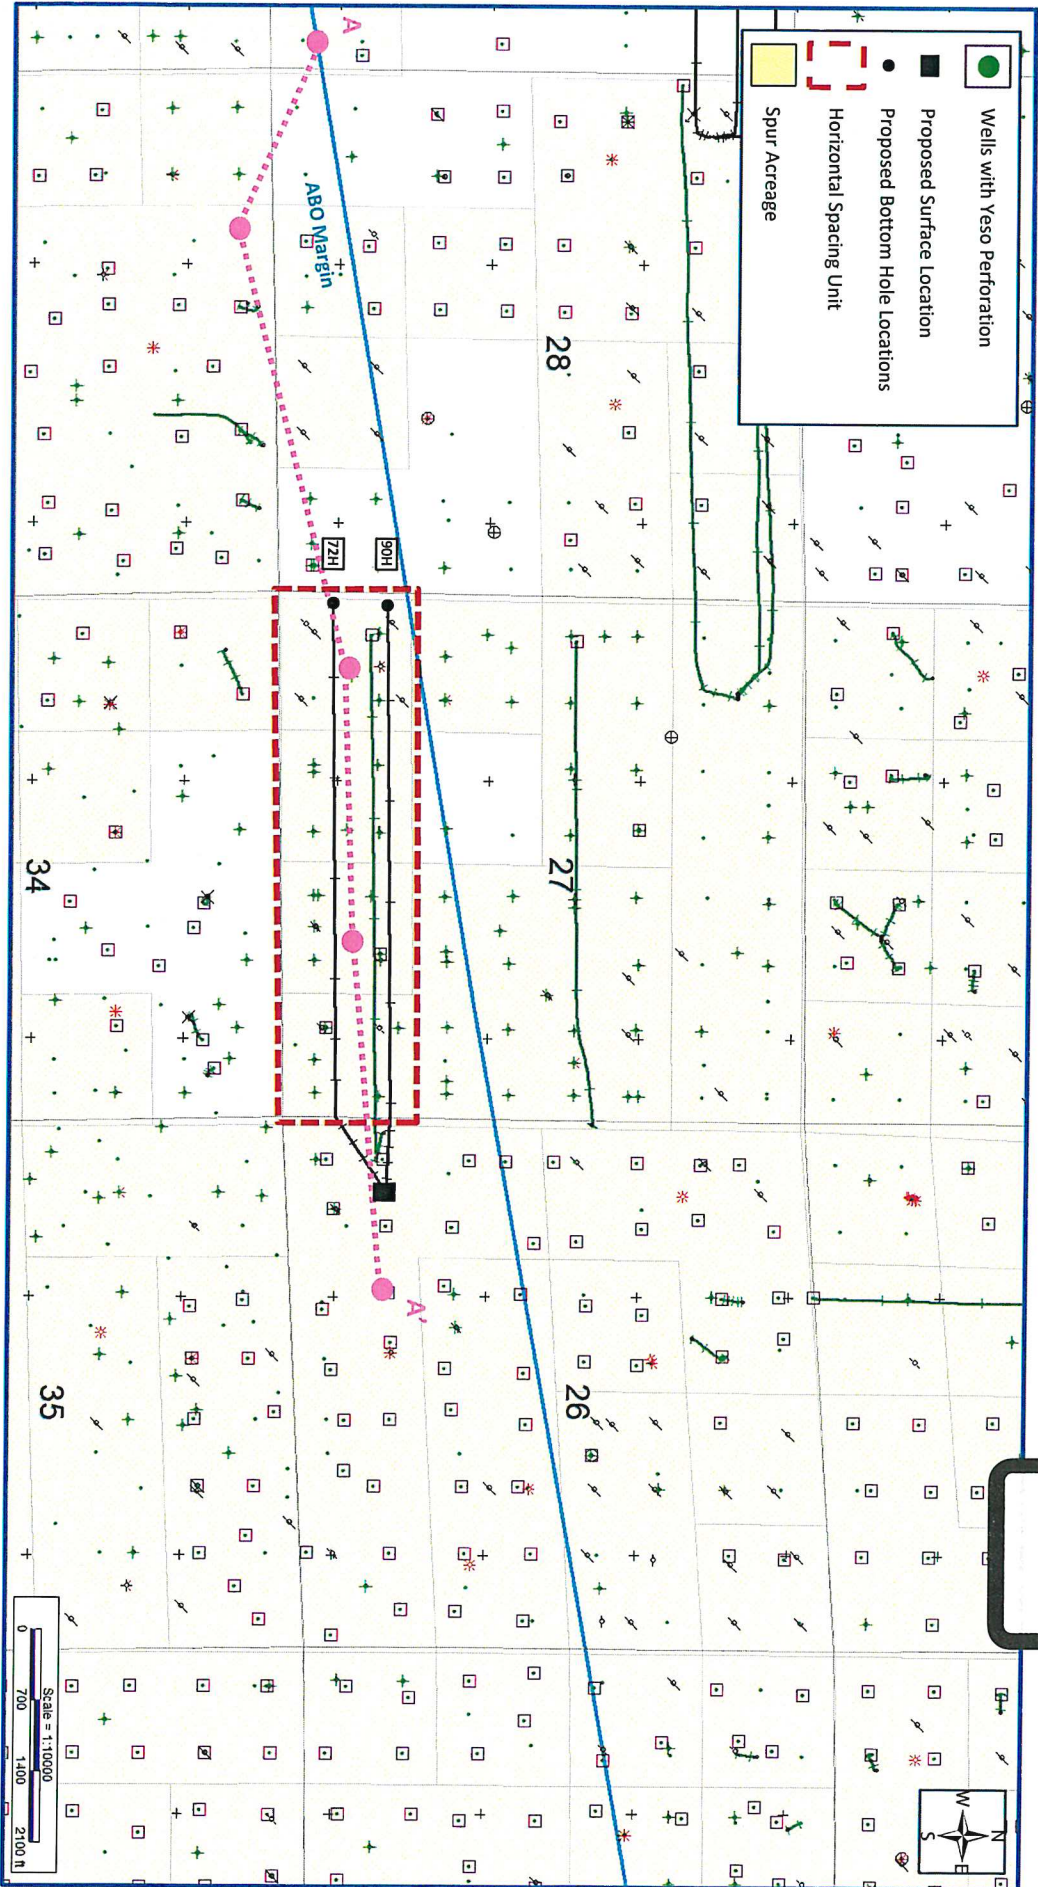 Wells with Yeso Perforation
Proposed Surface Location
Proposed Bottom Hole Locations
Horizontal Spacing Unit
Spur Acreage
N
W
E
S
A
ABO Margin
28
27
26
90H
72H
A'
34
35
Scale = 1:10000
0 700 1400 2100 ft